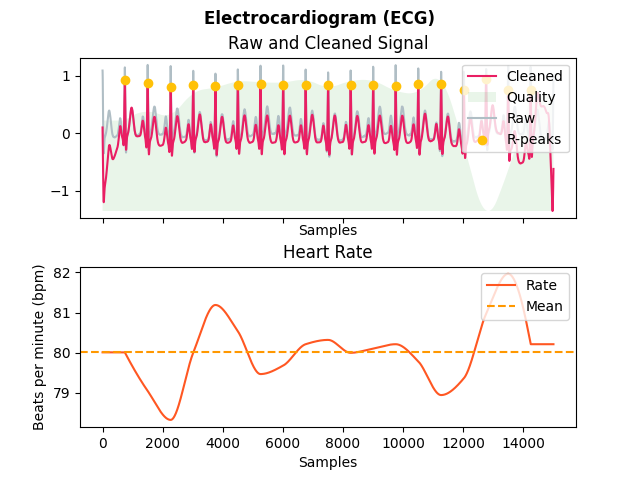 Electrocardiogram (ECG)
Raw and Cleaned Signal
1
0
−1
Cleaned
Quality
Raw
R-peaks
Samples
Heart Rate
Beats per minute (bpm)
82
81
80
79
Rate
Mean
0 2000 4000 6000 8000 10000 12000 14000
Samples